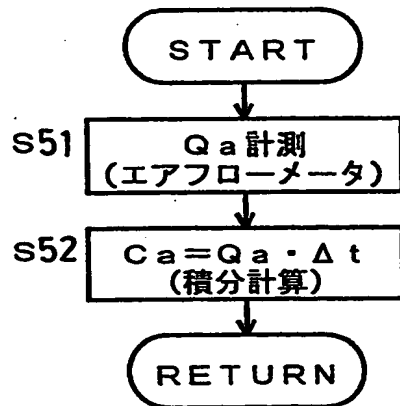 START
S51
Qa計測
(エアフローメータ)
S52
Ca=Qa・Δt
(積分計算)
RETURN